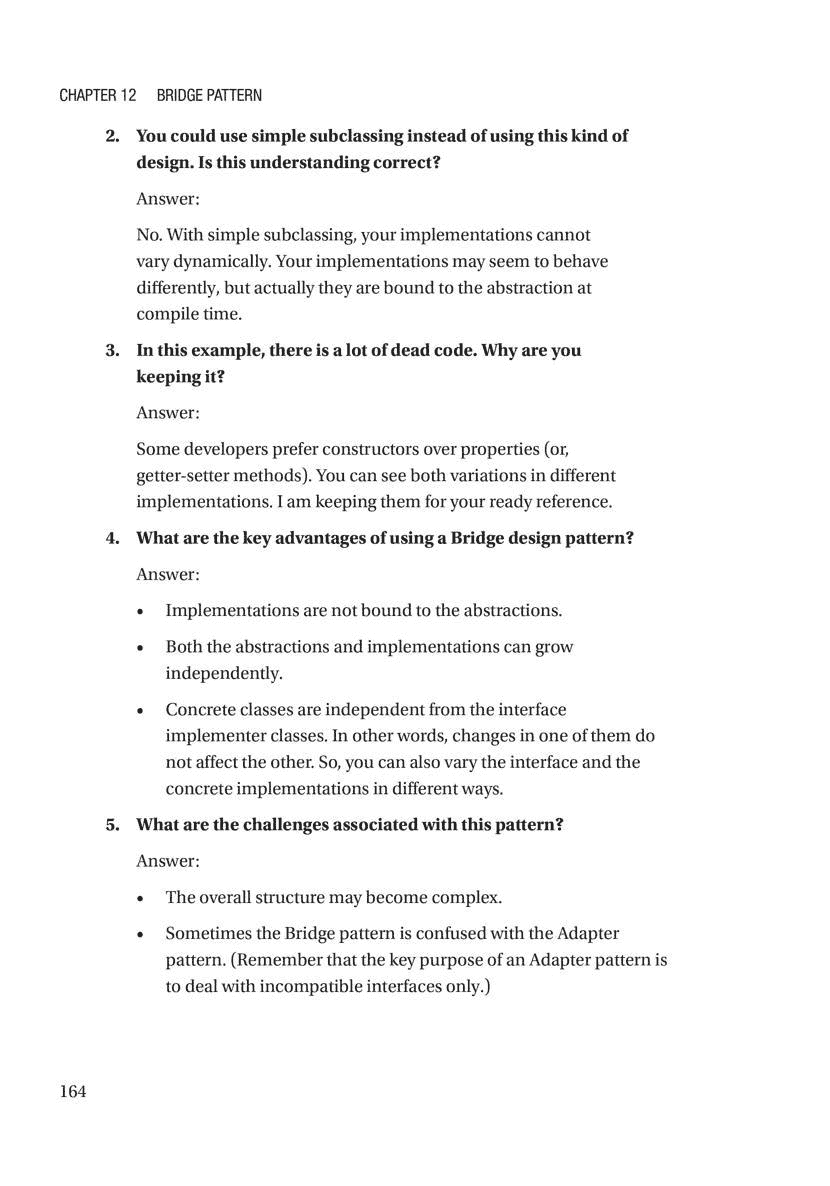 CHAPTER 12 BRIDGE PATTERN
2. You could use simple subclassing instead of using this kind of
design. Is this understanding correct?
Answer:
No. With simple subclassing, your implementations cannot
vary dynamically. Your implementations may seem to behave
differently, but actually they are bound to the abstraction at
compile time.
3. In this example, there is a lot of dead code. Why are you
keeping it?
Answer:
Some developers prefer constructors over properties (or,
getter-setter methods). You can see both variations in different
implementations. I am keeping them for your ready reference.
4. What are the key advantages of using a Bridge design pattern?
Answer:
• Implementations are not bound to the abstractions.
• Both the abstractions and implementations can grow
independently.
• Concrete classes are independent from the interface
implementer classes. In other words, changes in one of them do
not affect the other. So, you can also vary the interface and the
concrete implementations in different ways.
5. What are the challenges associated with this pattern?
Answer:
• The overall structure may become complex.
• Sometimes the Bridge pattern is confused with the Adapter
pattern. (Remember that the key purpose of an Adapter pattern is
to deal with incompatible interfaces only.)
164